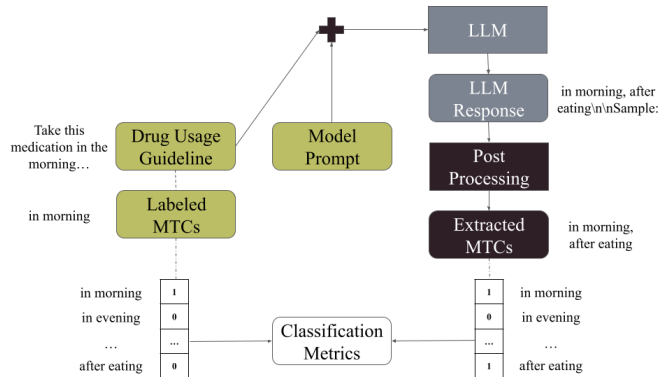 LLM
LLM
Response
in morning, after
eating\n\nSample:
Take this
medication in the
morning…
Drug Usage
Guideline
Model
Prompt
Post
Processing
in morning
Labeled
MTCs
Extracted
MTCs
in morning,
after eating
in morning
1
1
in morning
in evening
0
0
in evening
…
...
Classification
Metrics
...
…
after eating
0
1
after eating